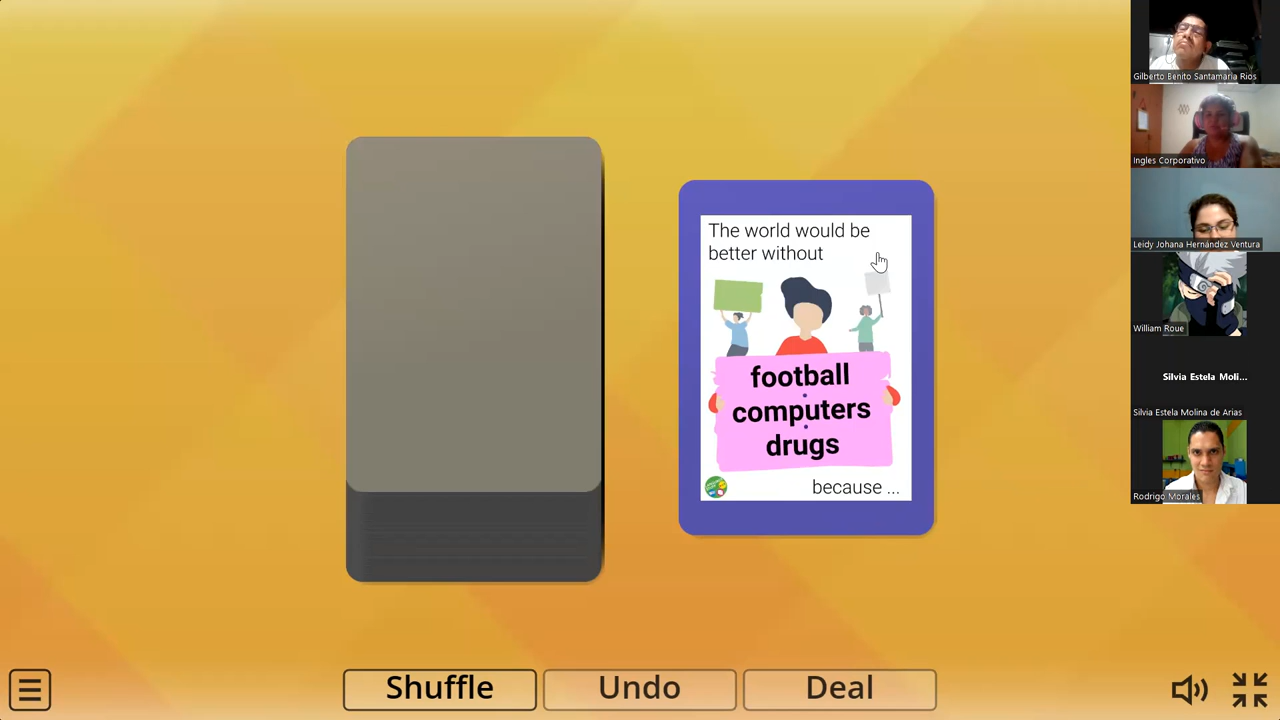 The world would be
better without
football
computers
drugs
because ...
Shuffle
Undo
Deal
Gilberto Benito Santamaria Rios
Ingles Corporativo
Leidy Johana Hernández Ventura
William Roue
Silvia Estela Moli...
Silvia Estela Molina de Arias
Rodrigo Morales